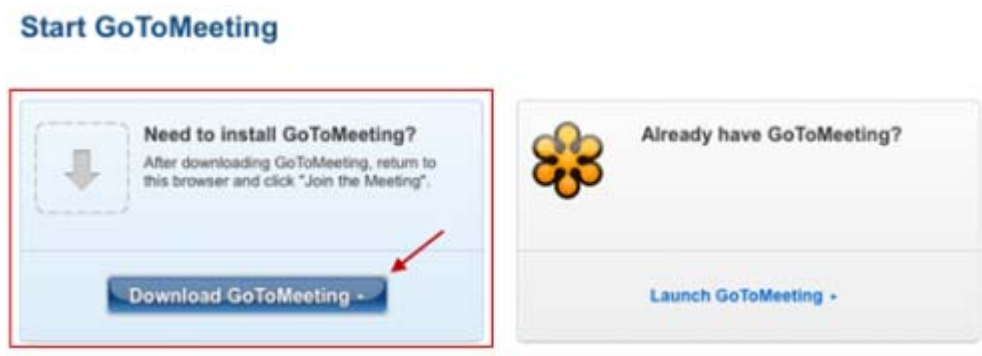 Start GoToMeeting
Need to install GoToMeeting?
After downloading GoToMeeting, return to
this browser and click "Join the Meeting".
Download GoToMeeting
Already have GoToMeeting?
Launch GoToMeeting